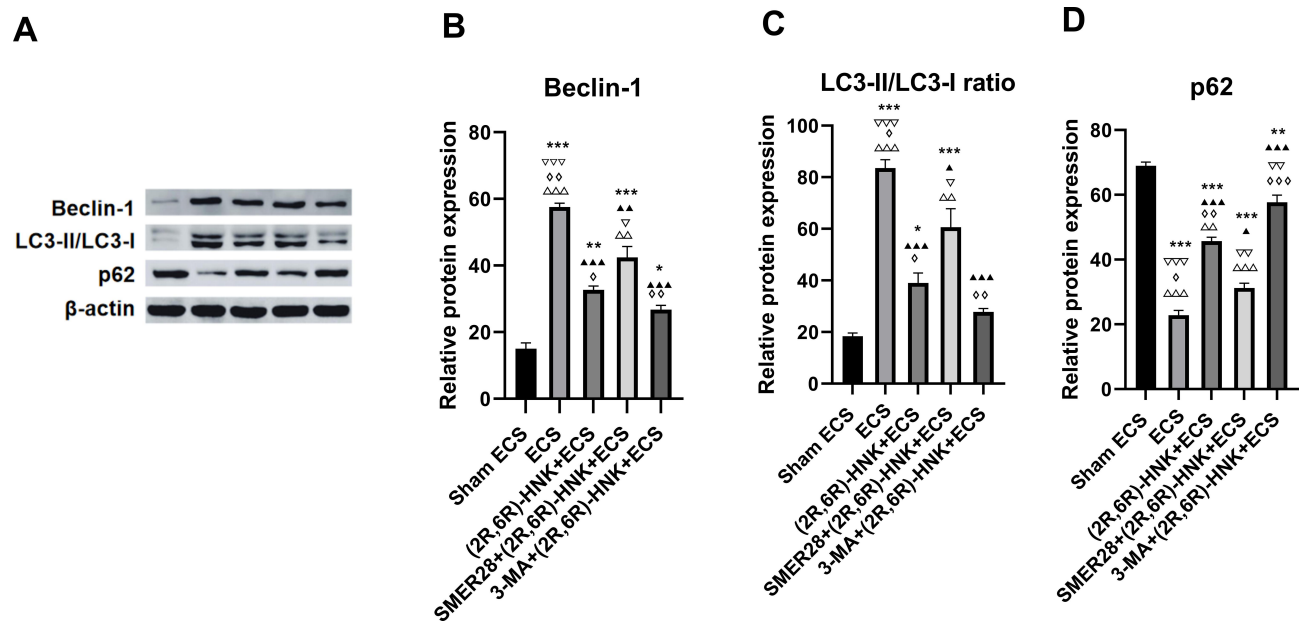 A
Beclin-1
LC3-II/LC3-I
p62
β-actin
B
Beclin-1
Relative protein expression
80
60
40
20
0
***
▽▽▽
◊◊
△△△
**
▲▲▲
◊
***
▲▲
▽
△△
*
▲▲▲
◊◊
Sham ECS
ECS
(2R,6R)-HNK+ECS
SMER28+(2R,6R)-HNK+ECS
3-MA+(2R,6R)-HNK+ECS
C
LC3-II/LC3-I ratio
Relative protein expression
100
80
60
40
20
0
***
▽▽▽
◊
△△△
*
▲▲▲
◊
***
▲
▽
△△
▲▲▲
◊◊
Sham ECS
ECS
(2R,6R)-HNK+ECS
SMER28+(2R,6R)-HNK+ECS
3-MA+(2R,6R)-HNK+ECS
D
p62
Relative protein expression
80
60
40
20
0
***
▽▽▽
◊
△△△
***
▲▲▲
◊◊
△△
***
▲
▽▽
△△△
**
▲▲▲
▽▽
◊◊◊
Sham ECS
ECS
(2R,6R)-HNK+ECS
SMER28+(2R,6R)-HNK+ECS
3-MA+(2R,6R)-HNK+ECS